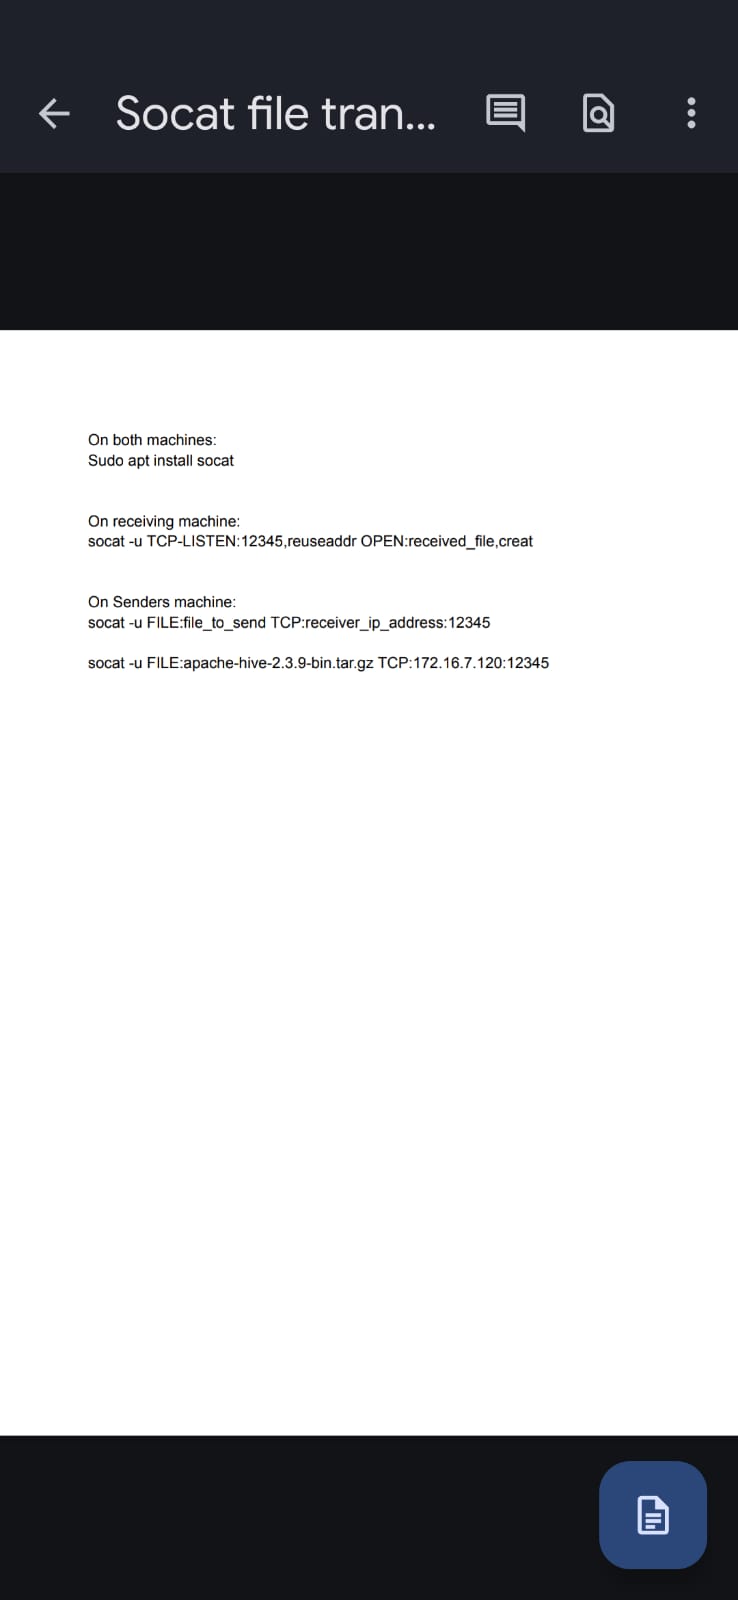 Socat file tran...
On both machines:
Sudo apt install socat
On receiving machine:
socat -u TCP-LISTEN:12345,reuseaddr OPEN:received_file,creat
On Senders machine:
socat -u FILE:file_to_send TCP:receiver_ip_address:12345
socat -u FILE:apache-hive-2.3.9-bin.tar.gz TCP:172.16.7.120:12345